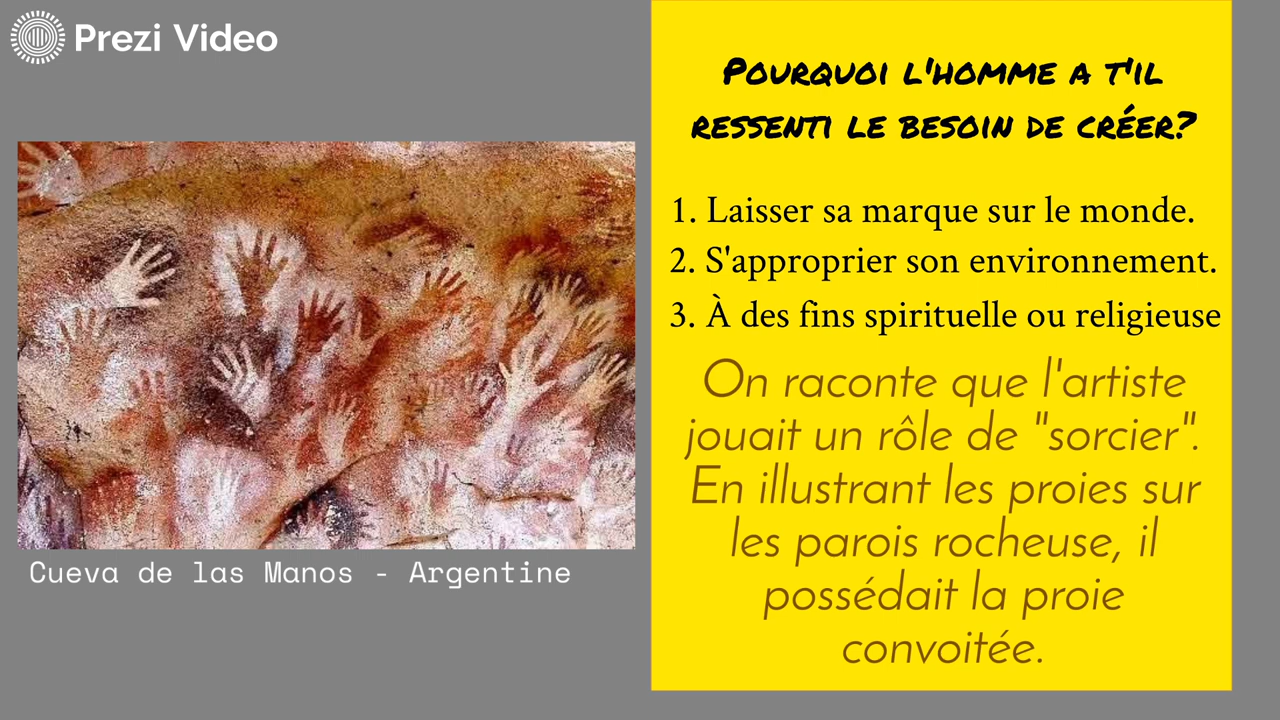 Prezi Video
Pourquoi l'homme a t'il
ressenti le besoin de créer?
1. Laisser sa marque sur le monde.
2. S'approprier son environnement.
3. À des fins spirituelle ou religieuse
On raconte que l'artiste
jouait un rôle de "sorcier".
En illustrant les proies sur
les parois rocheuse, il
possédait la proie
convoitée.
Cueva de las Manos - Argentine